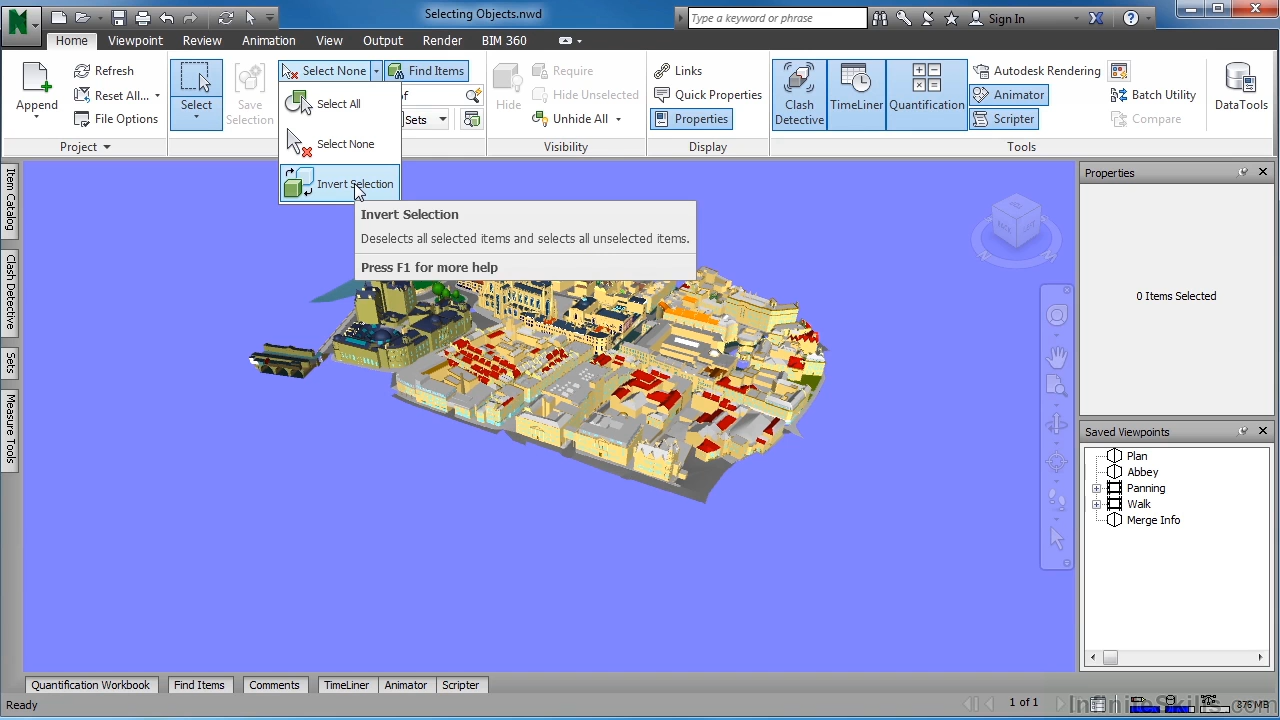 Selecting Objects.nwd
Type a keyword or phrase
Sign In
Home
Viewpoint
Review
Animation
View
Output
Render
BIM 360
Append
Refresh
Reset All...
File Options
Project
Select
Save Selection
Select None
Find Items
Select All
Select None
Invert Selection
Sets
Hide
Require
Hide Unselected
Hide Selected
Unhide All
Visibility
Links
Quick Properties
Properties
Display
Clash Detective
TimeLiner
Quantification
Autodesk Rendering
Animator
Scripter
Batch Utility
Compare
DataTools
Tools
Invert Selection
Deselects all selected items and selects all unselected items.
Press F1 for more help
Item Catalog
Clash Detective
Sets
Measure Tools
Properties
0 Items Selected
Saved Viewpoints
Plan
Abbey
Panning
Walk
Merge Info
Quantification Workbook
Find Items
Comments
TimeLiner
Animator
Scripter
Ready
1 of 1
InfiniteSkills.com